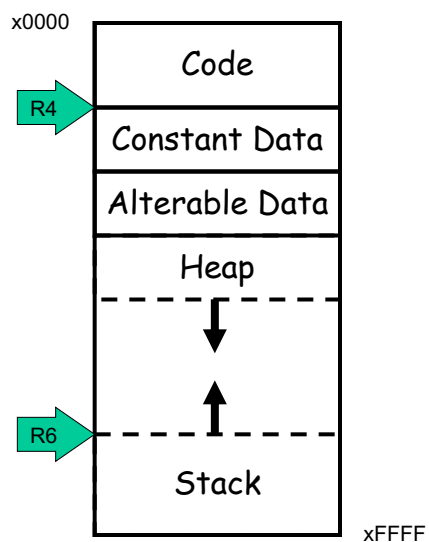 x0000
Code
R4
Constant Data
Alterable Data
Heap
R6
Stack
xFFFF